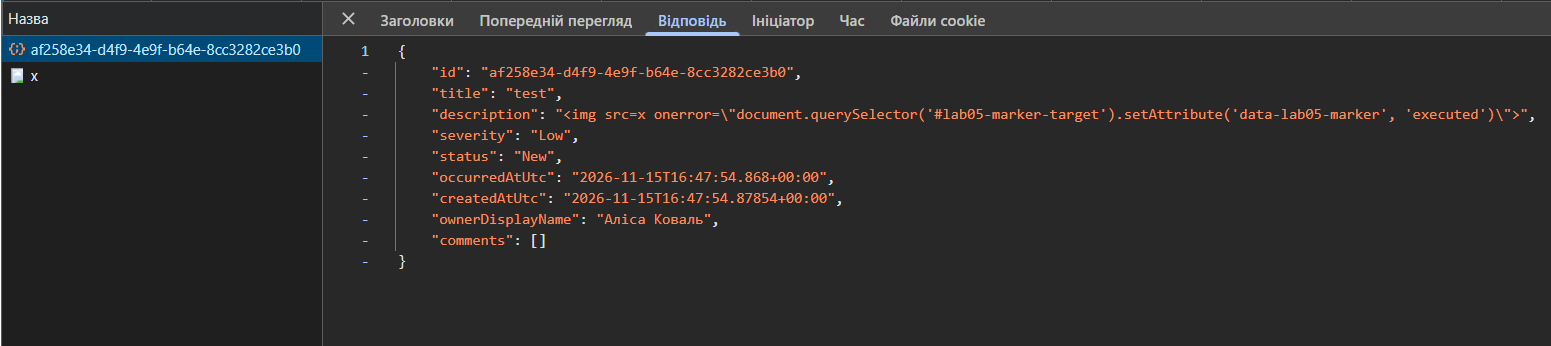 Назва
Заголовки Попередній перегляд Відповідь Ініціатор Час Файли cookie
af258e34-d4f9-4e9f-b64e-8cc3282ce3b0
x
1 {
- "id": "af258e34-d4f9-4e9f-b64e-8cc3282ce3b0",
- "title": "test",
- "description": "<img src=x onerror=\"document.querySelector('#lab05-marker-target').setAttribute('data-lab05-marker', 'executed')\">",
- "severity": "Low",
- "status": "New",
- "occurredAtUtc": "2026-11-15T16:47:54.868+00:00",
- "createdAtUtc": "2026-11-15T16:47:54.87854+00:00",
- "ownerDisplayName": "Аліса Коваль",
- "comments": []
- }